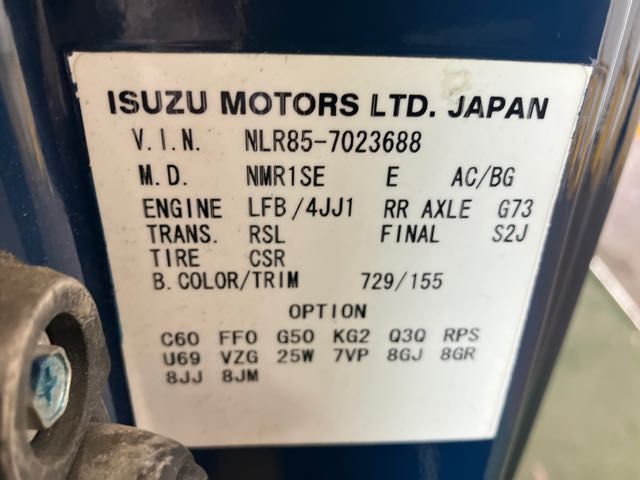 ISUZU MOTORS LTD. JAPAN
V.I.N. NLR85-7023688
M.D. NMR1SE E AC/BG
ENGINE LFB/4JJ1 RR AXLE G73
TRANS. RSL FINAL S2J
TIRE CSR
B.COLOR/TRIM 729/155
OPTION
C60 FF0 G50 KG2 Q3Q RPS
U69 VZG 25W 7VP 8GJ 8GR
8JJ 8JM